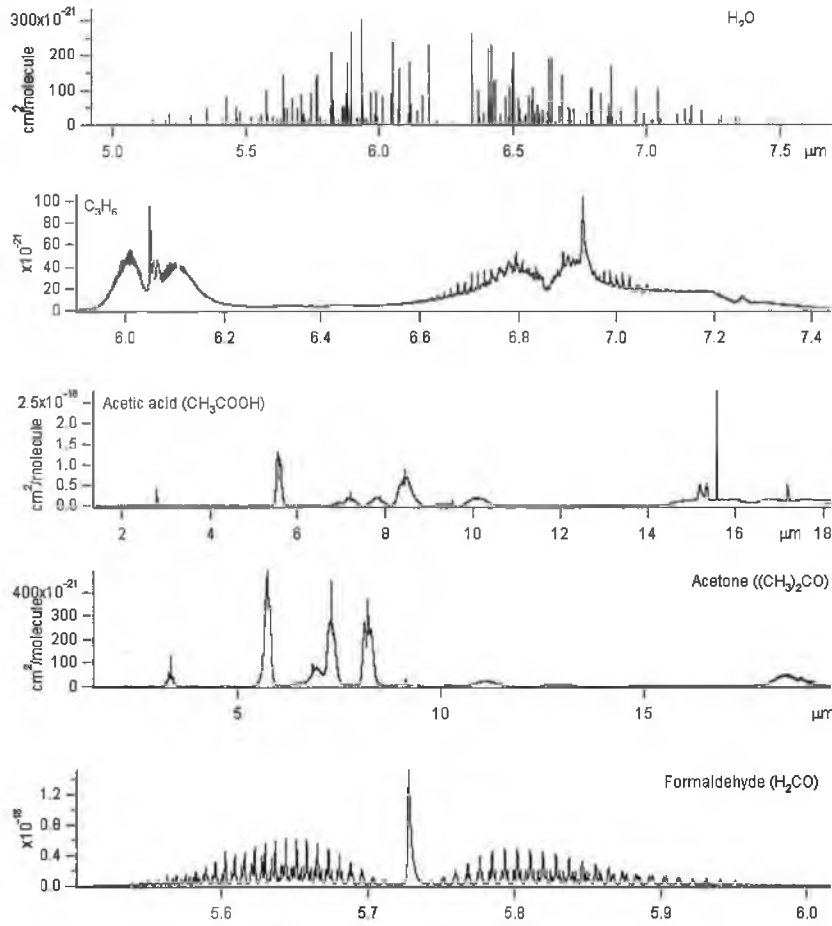 300x10⁻²¹
H₂O
200
100
0
cm²/molecule
5.0 5.5 6.0 6.5 7.0 7.5 µm
100
C₃H₆
80
60
40
20
0
x10⁻²¹
6.0 6.2 6.4 6.6 6.8 7.0 7.2 7.4
2.5x10⁻¹⁸
Acetic acid (CH₃COOH)
2.0
1.5
1.0
0.5
0.0
cm²/molecule
2 4 6 8 10 12 14 16 µm 18
400x10⁻²¹
Acetone ((CH₃)₂CO)
300
200
100
0
cm²/molecule
5 10 15 µm
Formaldehyde (H₂CO)
1.2
0.8
0.4
0.0
x10⁻¹⁸
5.6 5.7 5.8 5.9 6.0